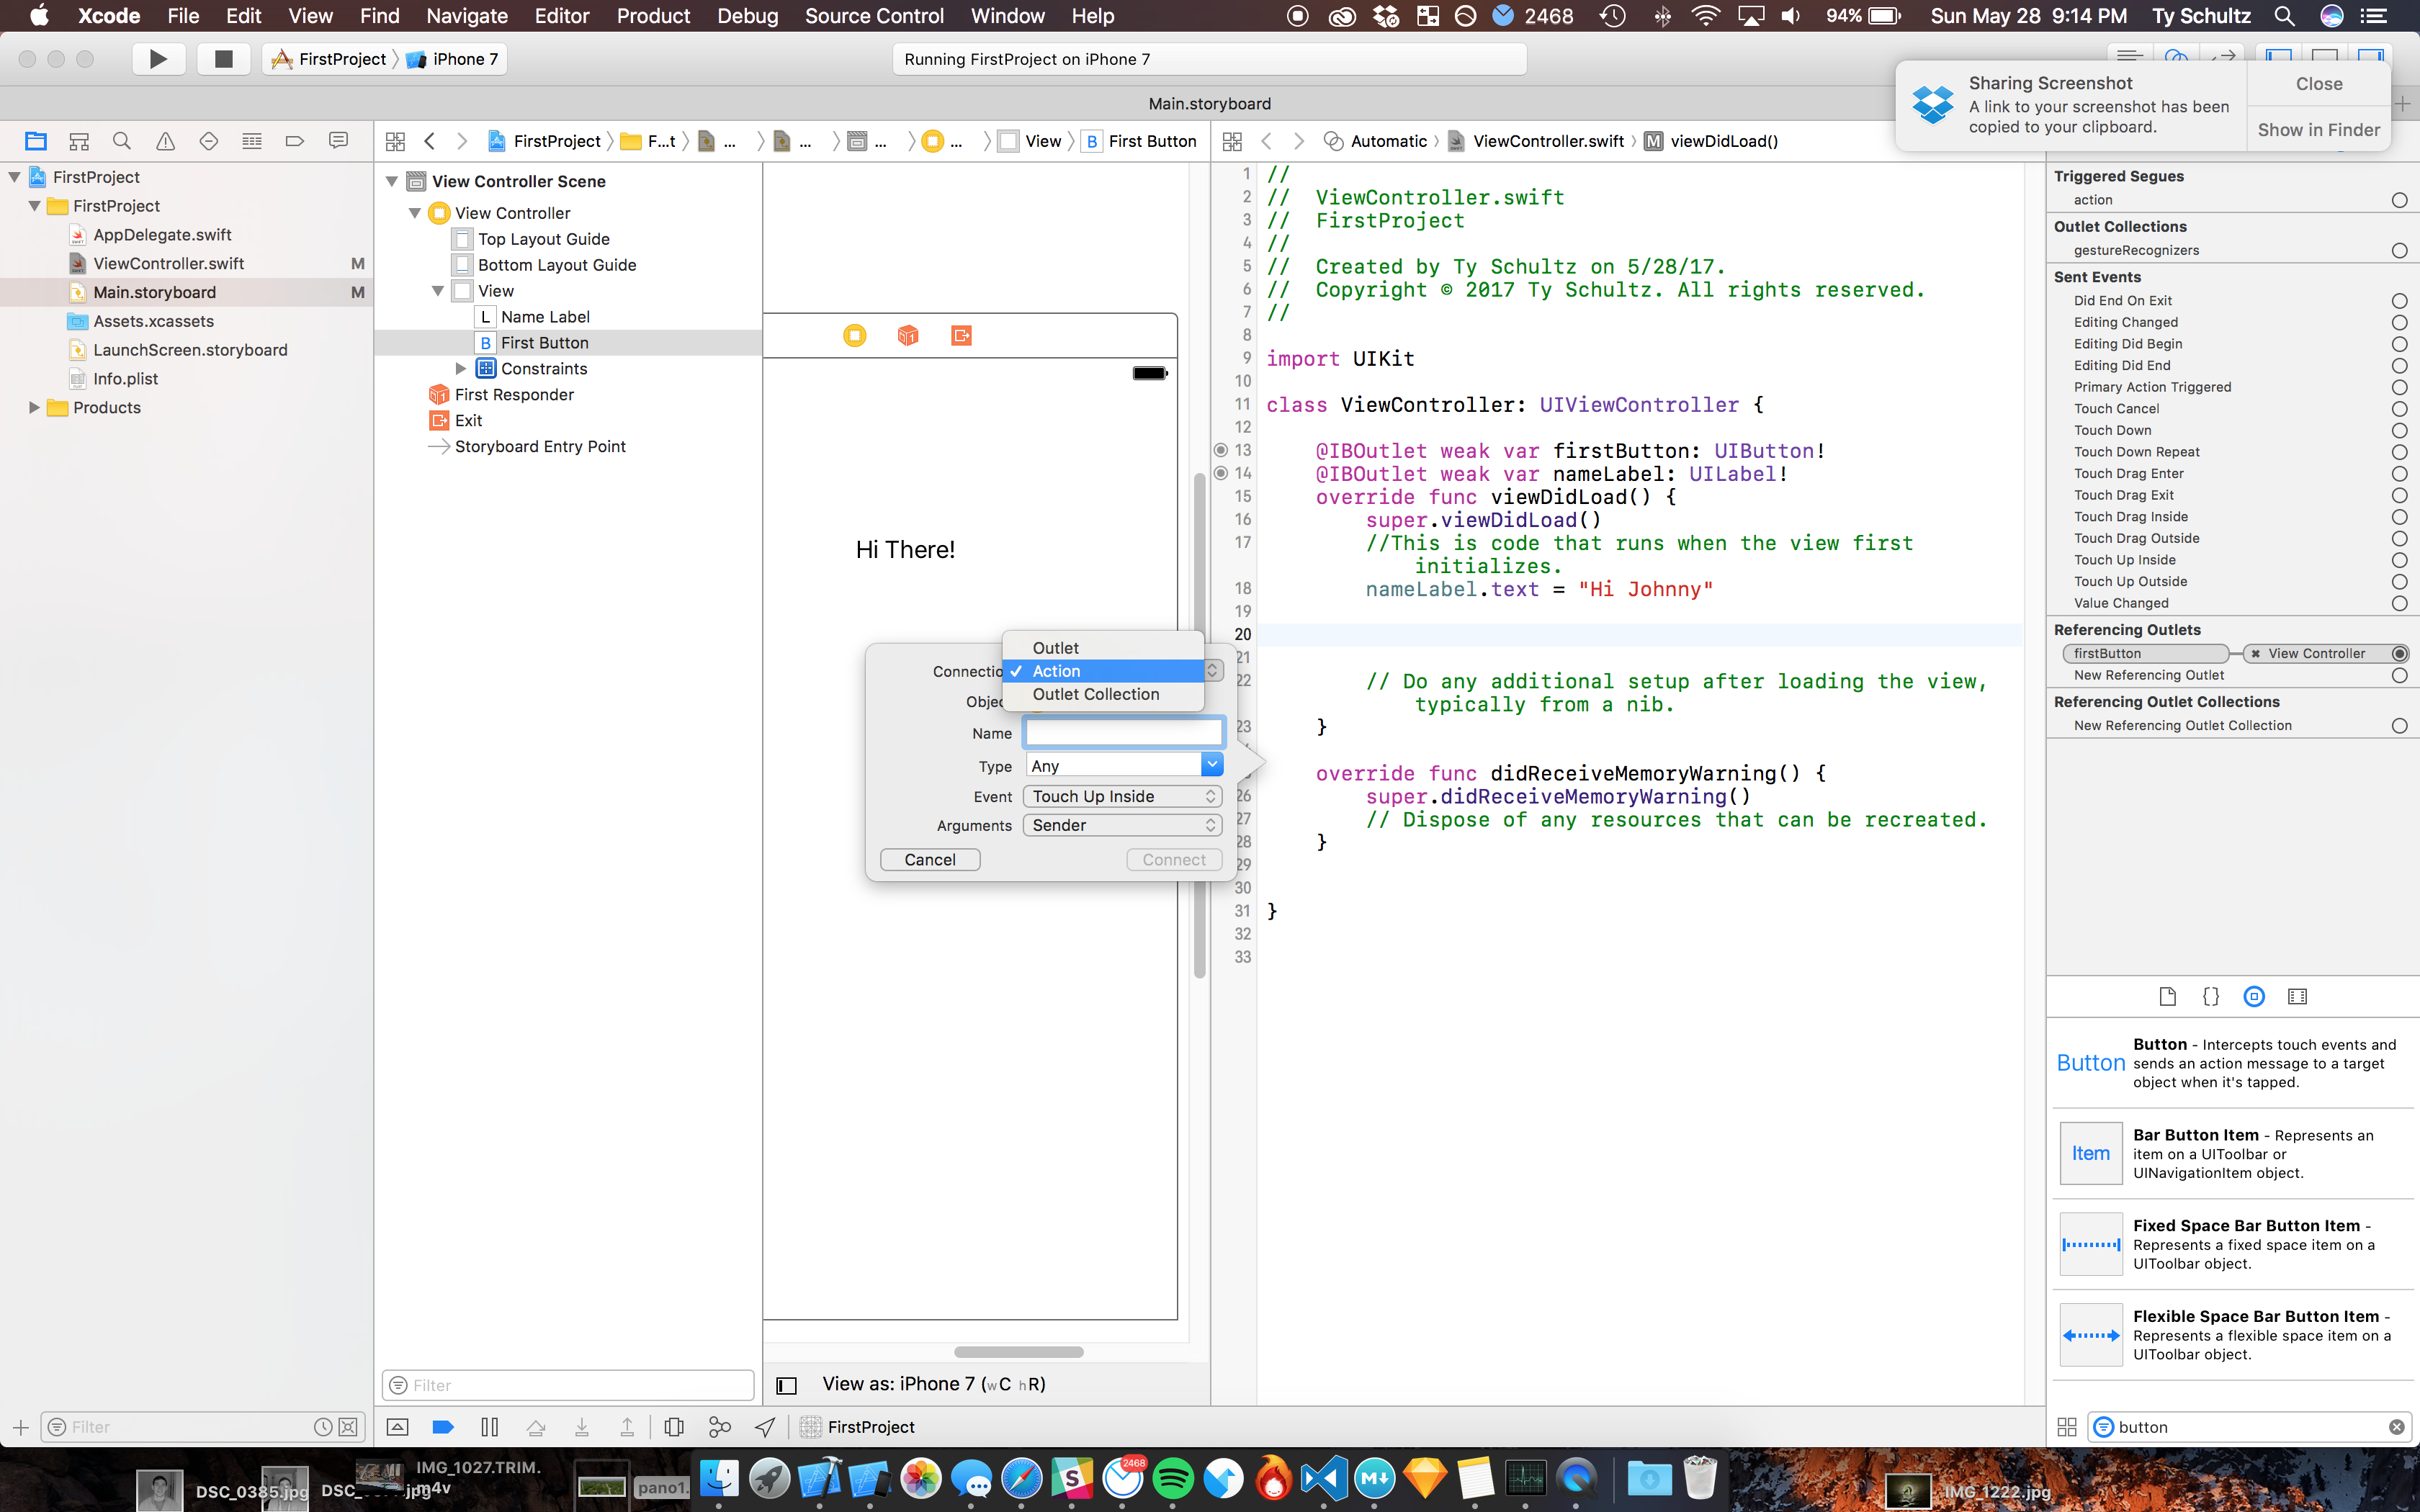 Xcode File Edit View Find Navigate Editor Product Debug Source Control Window Help 2468 94% Sun May 28 9:14 PM Ty Schultz
FirstProject iPhone 7
Running FirstProject on iPhone 7
Main.storyboard
Sharing Screenshot
A link to your screenshot has been
copied to your clipboard.
Close
Show in Finder
FirstProject F...t ... ... ... ... View B First Button
Automatic ViewController.swift M viewDidLoad()
FirstProject
FirstProject
AppDelegate.swift
ViewController.swift M
Main.storyboard M
Assets.xcassets
LaunchScreen.storyboard
Info.plist
Products
Filter
View Controller Scene
View Controller
Top Layout Guide
Bottom Layout Guide
View
L Name Label
B First Button
Constraints
First Responder
Exit
Storyboard Entry Point
Filter
Hi There!
Connectio
Outlet
✓ Action
Outlet Collection
Objec
Name
Type Any
Event Touch Up Inside
Arguments Sender
Cancel Connect
View as: iPhone 7 (wC hR)
FirstProject
1 //
2 //  ViewController.swift
3 //  FirstProject
4 //
5 //  Created by Ty Schultz on 5/28/17.
6 //  Copyright © 2017 Ty Schultz. All rights reserved.
7 //
8
9 import UIKit
10
11 class ViewController: UIViewController {
12
13 @IBOutlet weak var firstButton: UIButton!
14 @IBOutlet weak var nameLabel: UILabel!
15 override func viewDidLoad() {
16 super.viewDidLoad()
17 //This is code that runs when the view first
initializes.
18 nameLabel.text = "Hi Johnny"
19
20
21
22 // Do any additional setup after loading the view,
typically from a nib.
23 }
override func didReceiveMemoryWarning() {
26 super.didReceiveMemoryWarning()
27 // Dispose of any resources that can be recreated.
28 }
29
30
31 }
32
33
Triggered Segues
action
Outlet Collections
gestureRecognizers
Sent Events
Did End On Exit
Editing Changed
Editing Did Begin
Editing Did End
Primary Action Triggered
Touch Cancel
Touch Down
Touch Down Repeat
Touch Drag Enter
Touch Drag Exit
Touch Drag Inside
Touch Drag Outside
Touch Up Inside
Touch Up Outside
Value Changed
Referencing Outlets
firstButton View Controller
New Referencing Outlet
Referencing Outlet Collections
New Referencing Outlet Collection
Button
Button - Intercepts touch events and
sends an action message to a target
object when it's tapped.
Item
Bar Button Item - Represents an
item on a UIToolbar or
UINavigationItem object.
Fixed Space Bar Button Item -
Represents a fixed space item on a
UIToolbar object.
Flexible Space Bar Button Item -
Represents a flexible space item on a
UIToolbar object.
button
DSC_0385.jpg
IMG_1027.TRIM.
m4v
pano1.
2468
IMG_1222.jpg